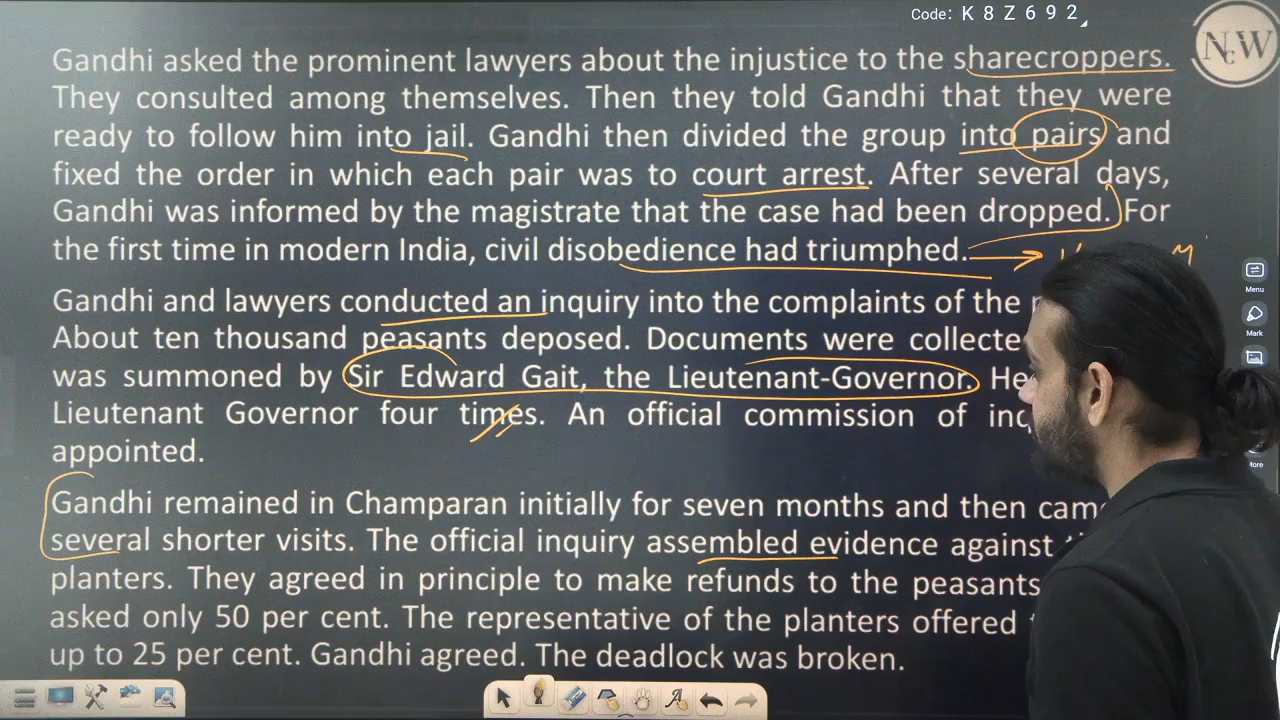 Code: K8Z692
NCW
Gandhi asked the prominent lawyers about the injustice to the sharecroppers.
They consulted among themselves. Then they told Gandhi that they were
ready to follow him into jail. Gandhi then divided the group into pairs and
fixed the order in which each pair was to court arrest. After several days,
Gandhi was informed by the magistrate that the case had been dropped. For
the first time in modern India, civil disobedience had triumphed.
Gandhi and lawyers conducted an inquiry into the complaints of the
About ten thousand peasants deposed. Documents were
was summoned by Sir Edward Gait, the Lieutenant-Governor. He
Lieutenant Governor four times. An official commission of
appointed.
Gandhi remained in Champaran initially for seven months and then
several shorter visits. The official inquiry assembled evidence against
planters. They agreed in principle to make refunds to the peasants
asked only 50 per cent. The representative of the planters offered
up to 25 per cent. Gandhi agreed. The deadlock was broken.
Menu
Mark
More